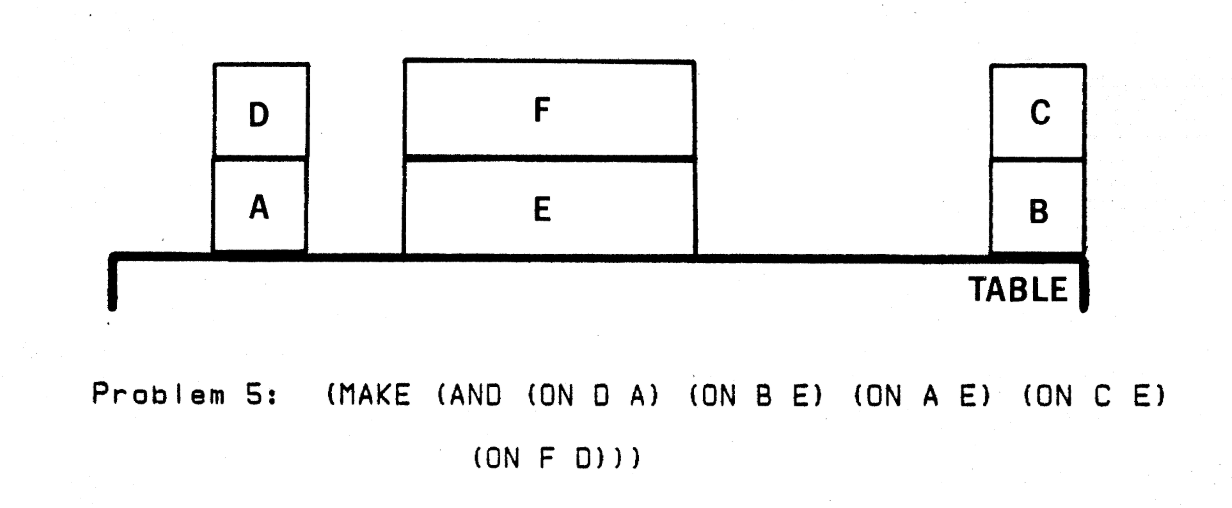 D F C
A E B
TABLE
Problem 5: (MAKE (AND (ON D A) (ON B E) (ON A E) (ON C E)
(ON F D)))